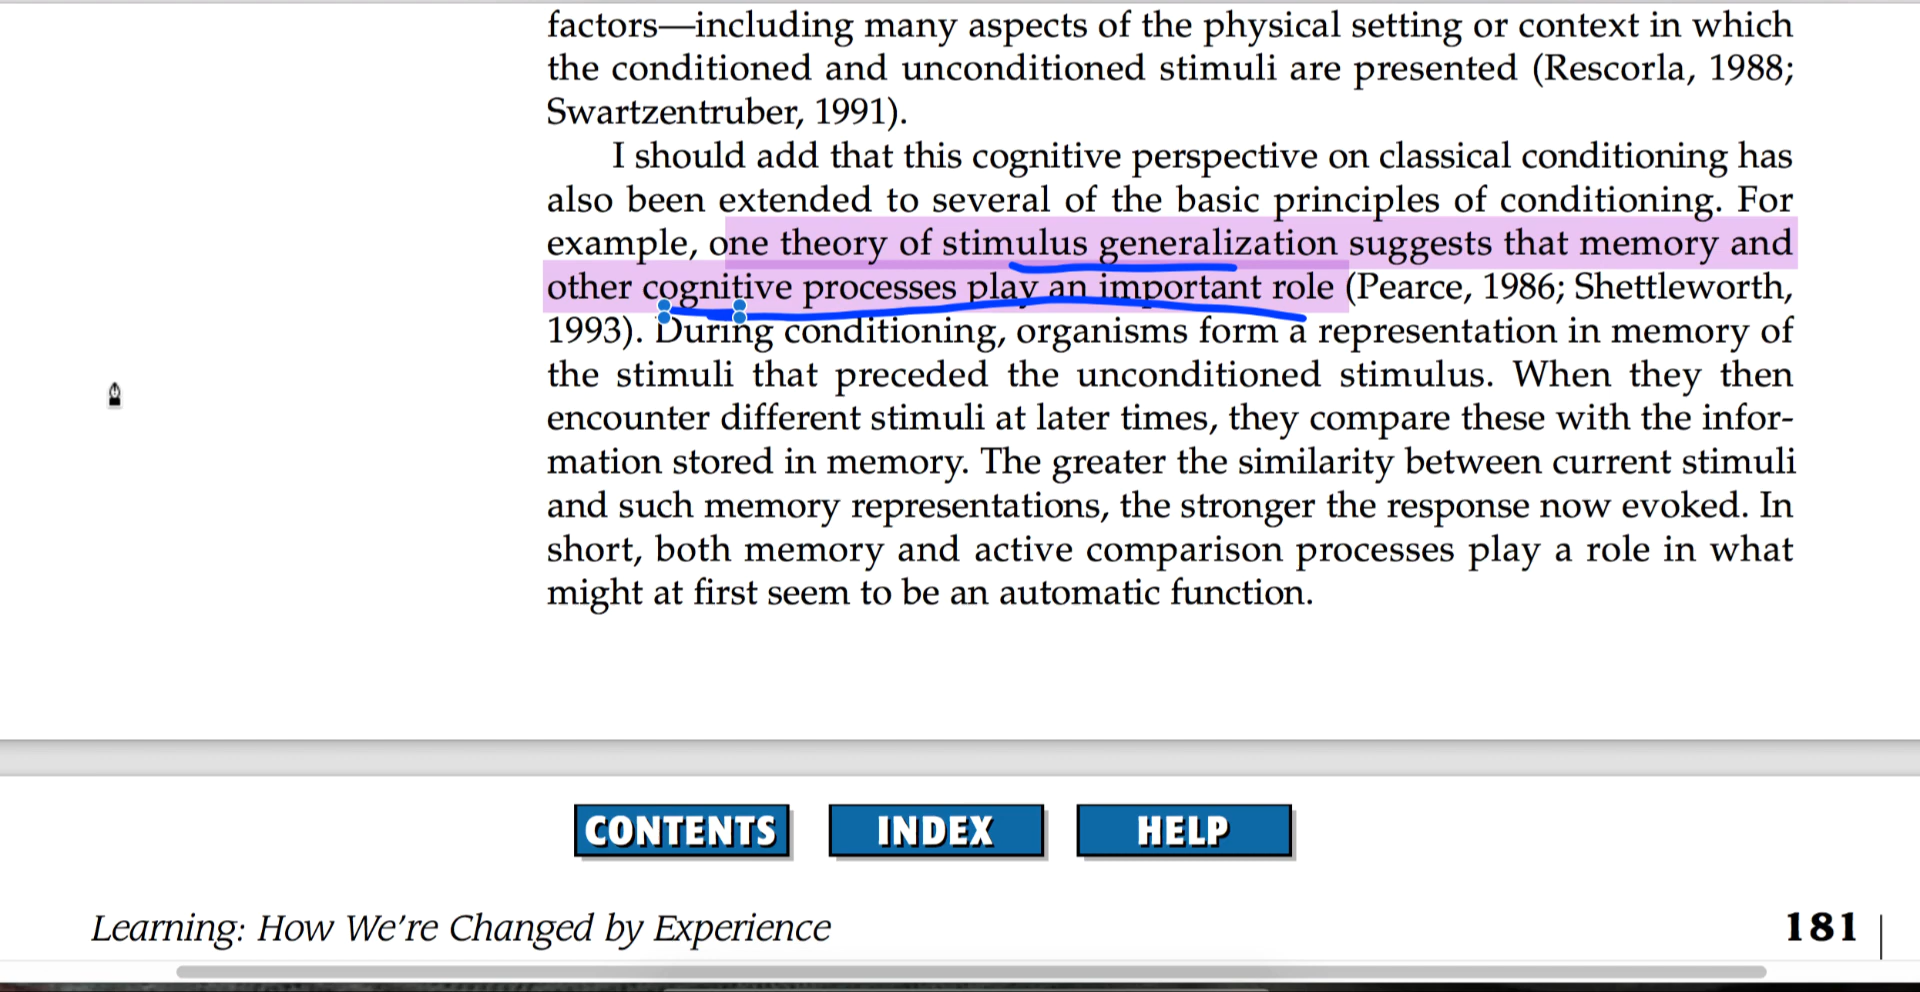 factors—including many aspects of the physical setting or context in which
the conditioned and unconditioned stimuli are presented (Rescorla, 1988;
Swartzentruber, 1991).
I should add that this cognitive perspective on classical conditioning has
also been extended to several of the basic principles of conditioning. For
example, one theory of stimulus generalization suggests that memory and
other cognitive processes play an important role (Pearce, 1986; Shettleworth,
1993). During conditioning, organisms form a representation in memory of
the stimuli that preceded the unconditioned stimulus. When they then
encounter different stimuli at later times, they compare these with the infor-
mation stored in memory. The greater the similarity between current stimuli
and such memory representations, the stronger the response now evoked. In
short, both memory and active comparison processes play a role in what
might at first seem to be an automatic function.
CONTENTS INDEX HELP
Learning: How We're Changed by Experience 181